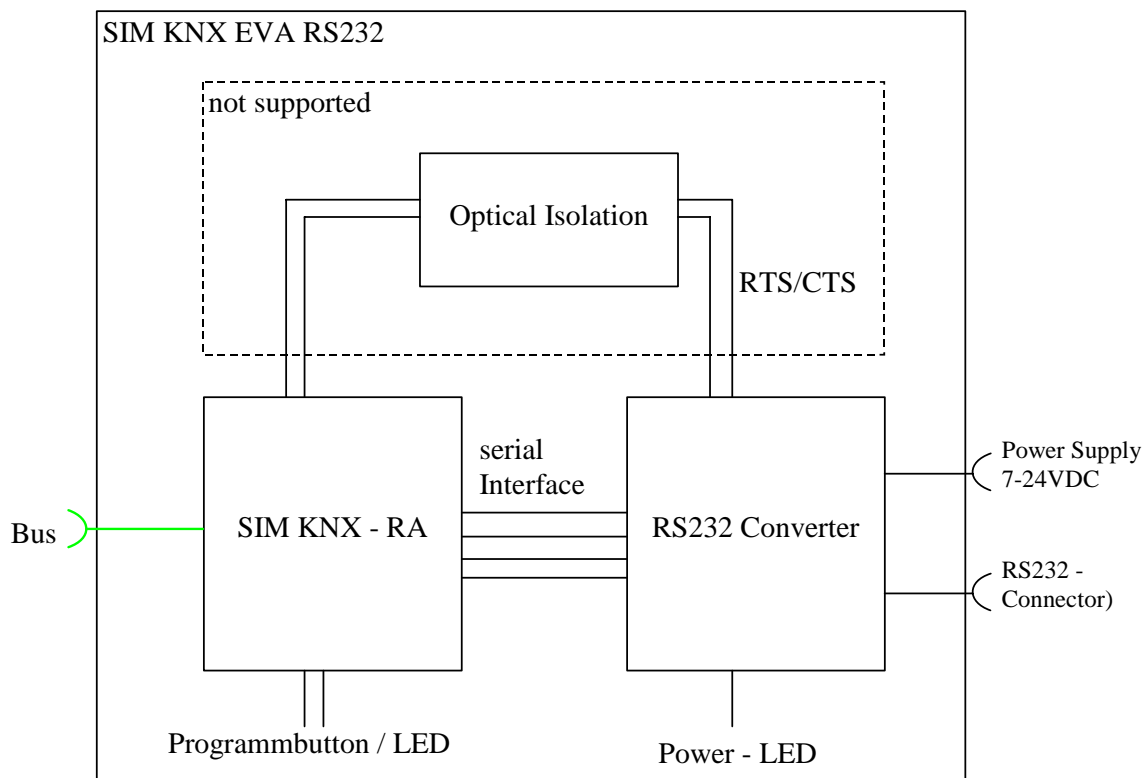 SIM KNX EVA RS232
not supported
Optical Isolation
RTS/CTS
serial
Interface
Power Supply
7-24VDC
Bus
SIM KNX - RA
RS232 Converter
RS232 -
Connector)
Programmbutton / LED
Power - LED